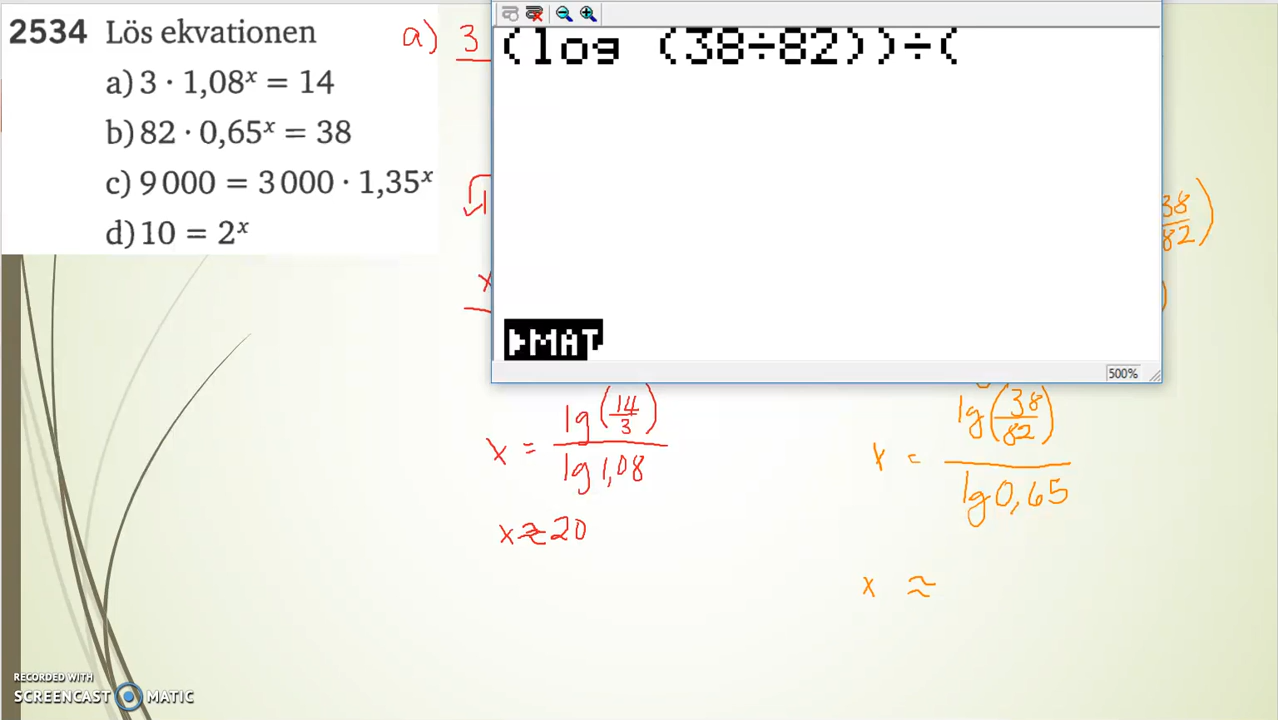 2534 Lös ekvationen
a) 3 · 1,08ˣ = 14
b) 82 · 0,65ˣ = 38
c) 9 000 = 3 000 · 1,35ˣ
d) 10 = 2ˣ
a) 3
(log (38÷82))÷(
▶MAT
500%
38
82 )
x = lg(14/3) / lg 1,08
x ≈ 20
x = lg(38/82) / lg 0,65
x ≈
RECORDED WITH
SCREENCAST MATIC